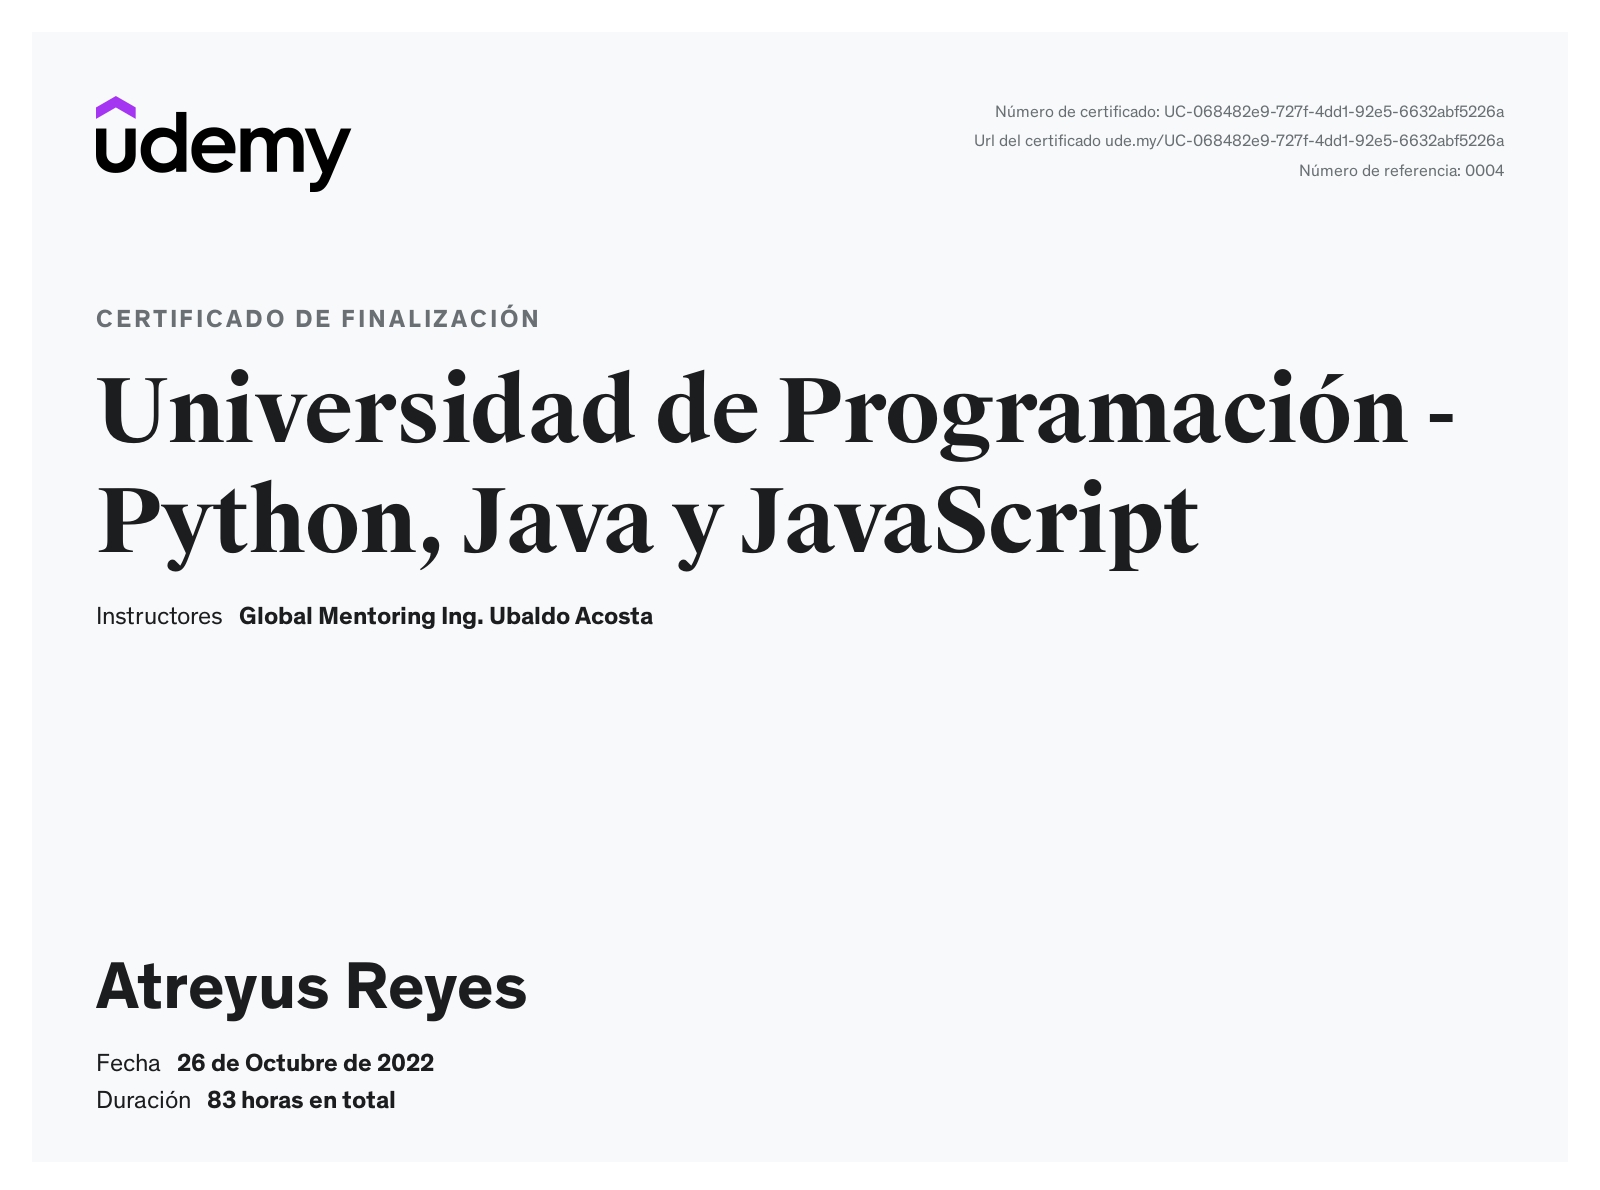 udemy
Número de certificado: UC-068482e9-727f-4dd1-92e5-6632abf5226a
Url del certificado ude.my/UC-068482e9-727f-4dd1-92e5-6632abf5226a
Número de referencia: 0004
CERTIFICADO DE FINALIZACIÓN
Universidad de Programación -
Python, Java y JavaScript
Instructores Global Mentoring Ing. Ubaldo Acosta
Atreyus Reyes
Fecha 26 de Octubre de 2022
Duración 83 horas en total